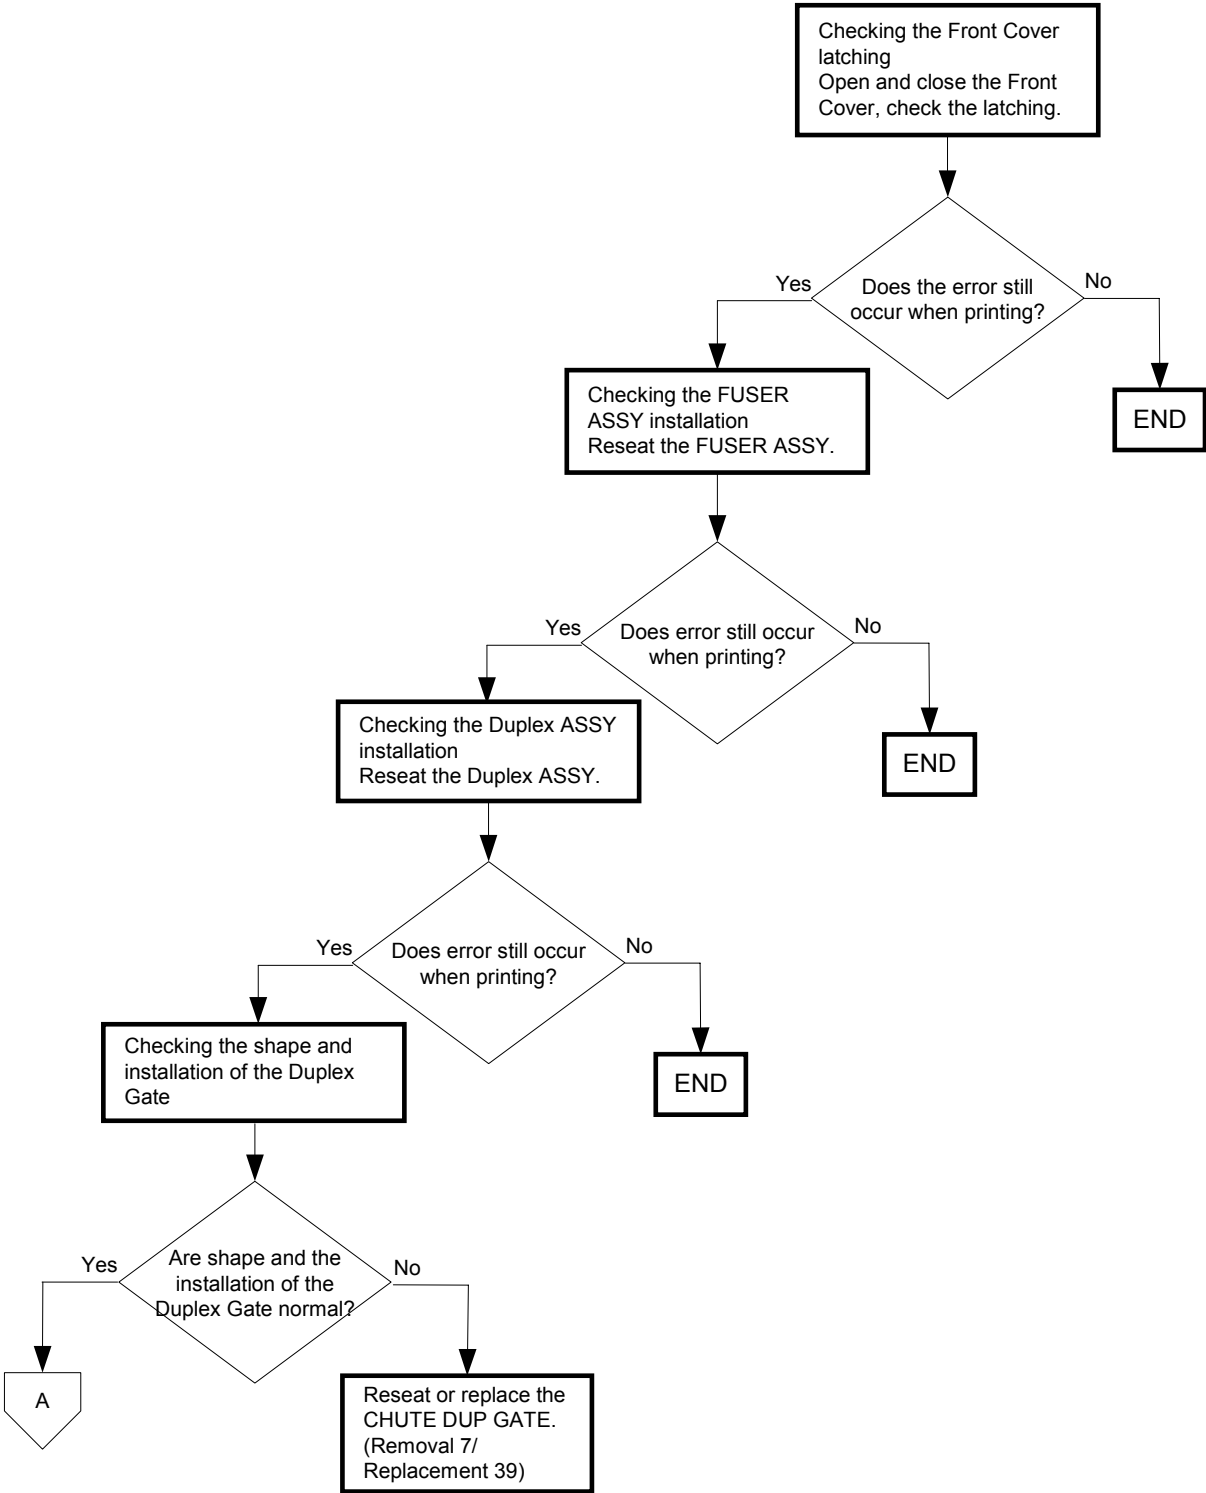 Checking the Front Cover
latching
Open and close the Front
Cover, check the latching.
Does the error still
occur when printing?
Yes
No
END
Checking the FUSER
ASSY installation
Reseat the FUSER ASSY.
Does error still occur
when printing?
Yes
No
END
Checking the Duplex ASSY
installation
Reseat the Duplex ASSY.
Does error still occur
when printing?
Yes
No
END
Checking the shape and
installation of the Duplex
Gate
Are shape and the
installation of the
Duplex Gate normal?
Yes
No
A
Reseat or replace the
CHUTE DUP GATE.
(Removal 7/
Replacement 39)